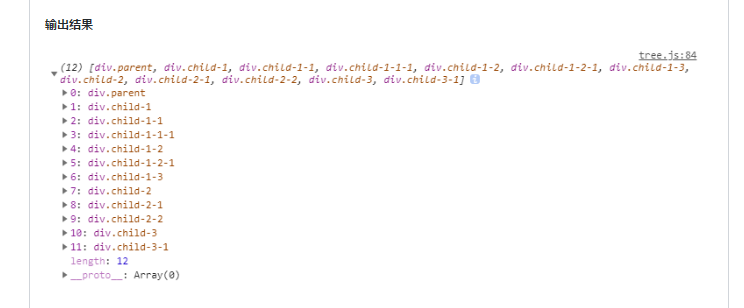 输出结果
tree.js:84
(12) [div.parent, div.child-1, div.child-1-1, div.child-1-1-1, div.child-1-2, div.child-1-2-1, div.child-1-3,
div.child-2, div.child-2-1, div.child-2-2, div.child-3, div.child-3-1]
0: div.parent
1: div.child-1
2: div.child-1-1
3: div.child-1-1-1
4: div.child-1-2
5: div.child-1-2-1
6: div.child-1-3
7: div.child-2
8: div.child-2-1
9: div.child-2-2
10: div.child-3
11: div.child-3-1
length: 12
__proto__: Array(0)